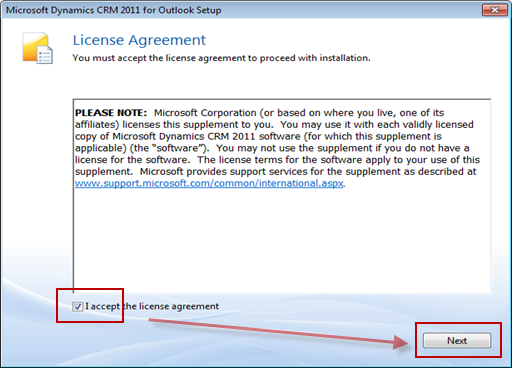 Microsoft Dynamics CRM 2011 for Outlook Setup
License Agreement
You must accept the license agreement to proceed with installation.
PLEASE NOTE: Microsoft Corporation (or based on where you live, one of its
affiliates) licenses this supplement to you. You may use it with each validly licensed
copy of Microsoft Dynamics CRM 2011 software (for which this supplement is
applicable) (the “software”). You may not use the supplement if you do not have a
license for the software. The license terms for the software apply to your use of this
supplement. Microsoft provides support services for the supplement as described at
www.support.microsoft.com/common/international.aspx.
I accept the license agreement
Next